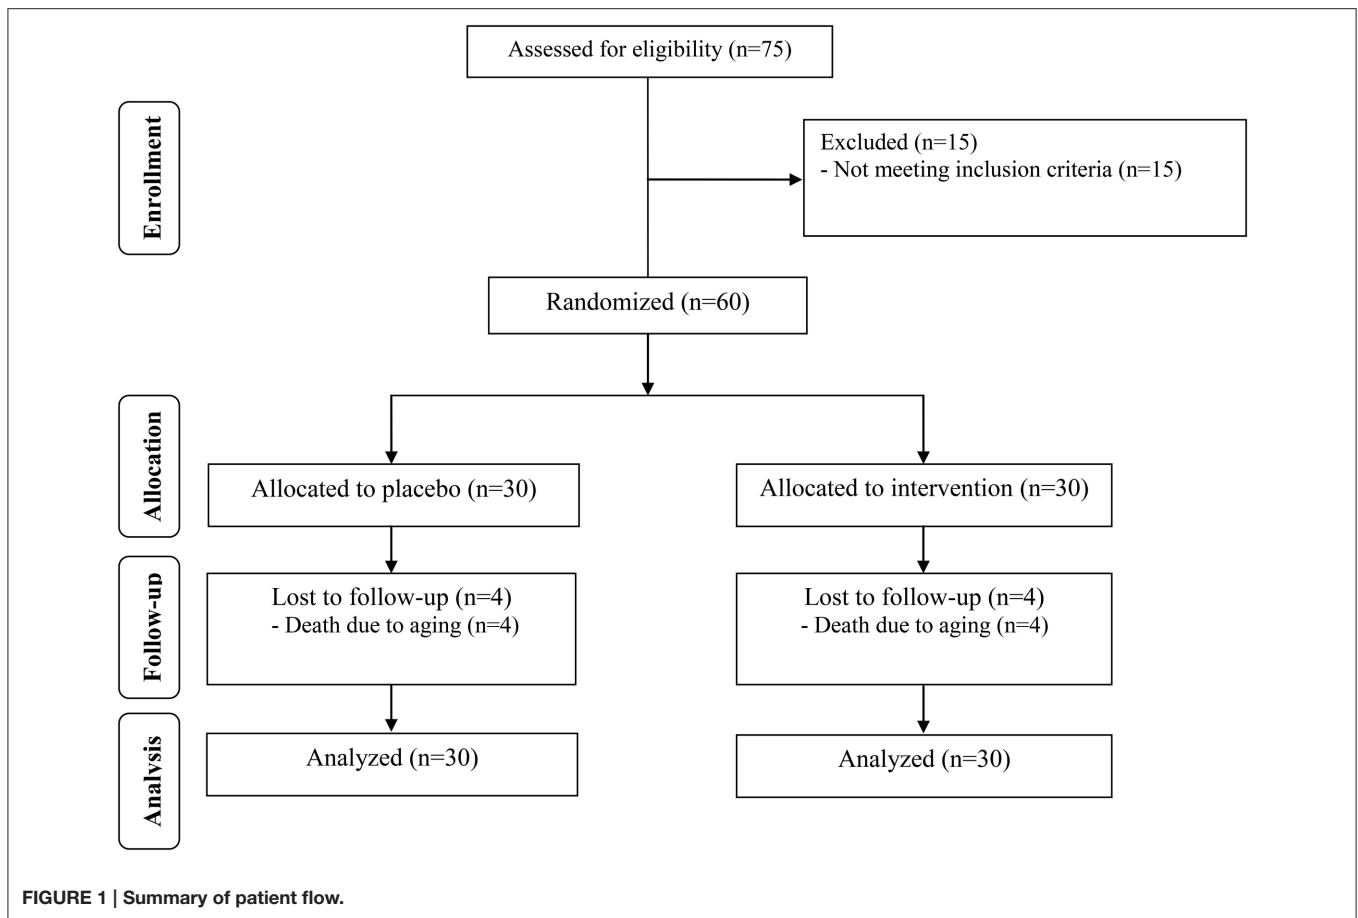 Assessed for eligibility (n=75)
Enrollment
Excluded (n=15)
- Not meeting inclusion criteria (n=15)
Randomized (n=60)
Allocation
Allocated to placebo (n=30)
Allocated to intervention (n=30)
Follow-up
Lost to follow-up (n=4)
- Death due to aging (n=4)
Lost to follow-up (n=4)
- Death due to aging (n=4)
Analysis
Analyzed (n=30)
Analyzed (n=30)
FIGURE 1 | Summary of patient flow.